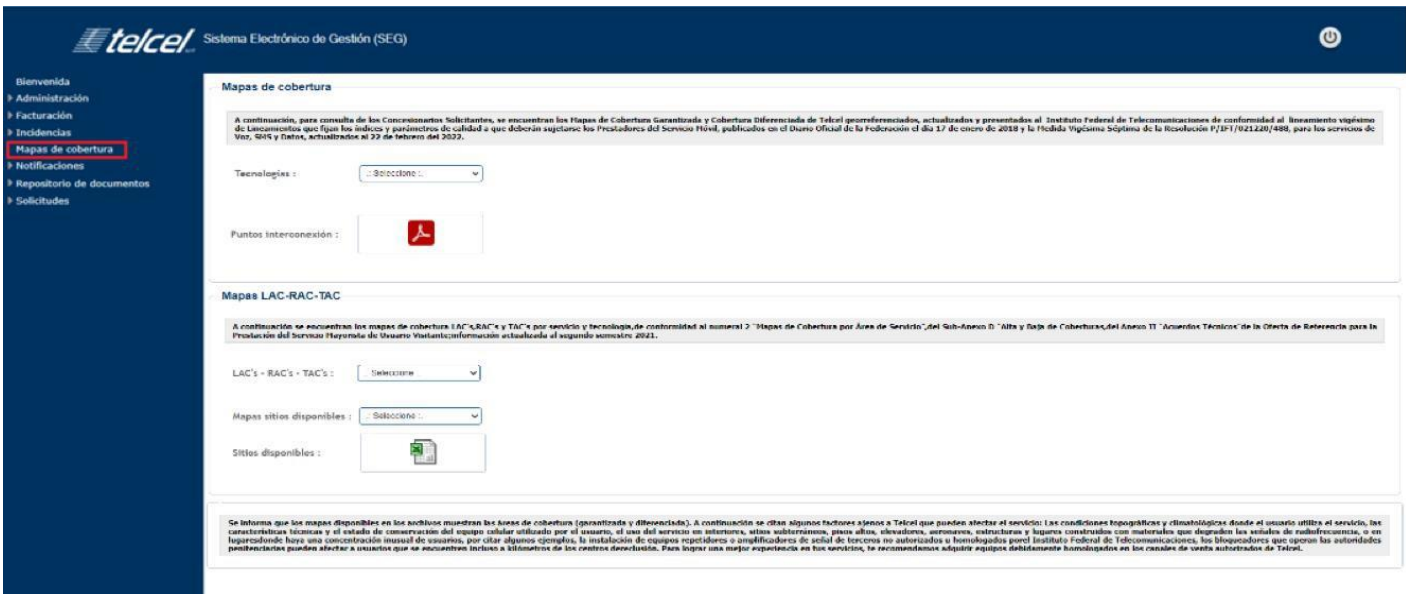 telcel Sistema Electrónico de Gestión (SEG)
Bienvenida
Administración
Facturación
Incidencias
Mapas de cobertura
Notificaciones
Repositorio de documentos
Solicitudes
Mapas de cobertura
A continuación, para consulta de los Concesionarios Solicitantes, se encuentran los Mapas de Cobertura Garantizada y Cobertura Diferenciada de Telcel georreferenciados, actualizados y presentados al Instituto Federal de Telecomunicaciones de conformidad al lineamiento vigésimo
de Lineamientos que fijan los índices y parámetros de calidad a que deberán sujetarse los Prestadores del Servicio Móvil, publicados en el Diario Oficial de la Federación el día 17 de enero de 2018 y la Medida Vigésima Séptima de la Resolución P/IFT/021220/488, para los servicios de
Voz, SMS y Datos, actualizados al 22 de febrero del 2022.
Tecnologías :
.: Seleccione :.
Puntos interconexión :
Mapas LAC-RAC-TAC
A continuación se encuentran los mapas de cobertura LAC's,RAC's y TAC's por servicio y tecnología,de conformidad al numeral 2 "Mapas de Cobertura por Área de Servicio",del Sub-Anexo D "Alta y Baja de Coberturas,del Anexo II "Acuerdos Técnicos"de la Oferta de Referencia para la
Prestación del Servicio Mayorista de Usuario Visitante;información actualizada al segundo semestre 2021.
LAC's - RAC's - TAC's :
Seleccione
Mapas sitios disponibles :
.: Seleccione :.
Sitios disponibles :
Se informa que los mapas disponibles en los archivos muestran las áreas de cobertura (garantizada y diferenciada). A continuación se citan algunos factores ajenos a Telcel que pueden afectar el servicio: Las condiciones topográficas y climatológicas donde el usuario utiliza el servicio, las
características técnicas y el estado de conservación del equipo celular utilizado por el usuario, el uso del servicio en interiores, sitios subterráneos, pisos altos, elevadores, aeronaves, estructuras y lugares construidos con materiales que degraden las señales de radiofrecuencia, o en
lugaresdonde haya una concentración inusual de usuarios, por citar algunos ejemplos, la instalación de equipos repetidores o amplificadores de señal de terceros no autorizados u homologados porel Instituto Federal de Telecomunicaciones, los bloqueadores que operan las autoridades
penitenciarias pueden afectar a usuarios que se encuentren incluso a kilómetros de los centros dereclusión. Para lograr una mejor experiencia en tus servicios, te recomendamos adquirir equipos debidamente homologados en los canales de venta autorizados de Telcel.